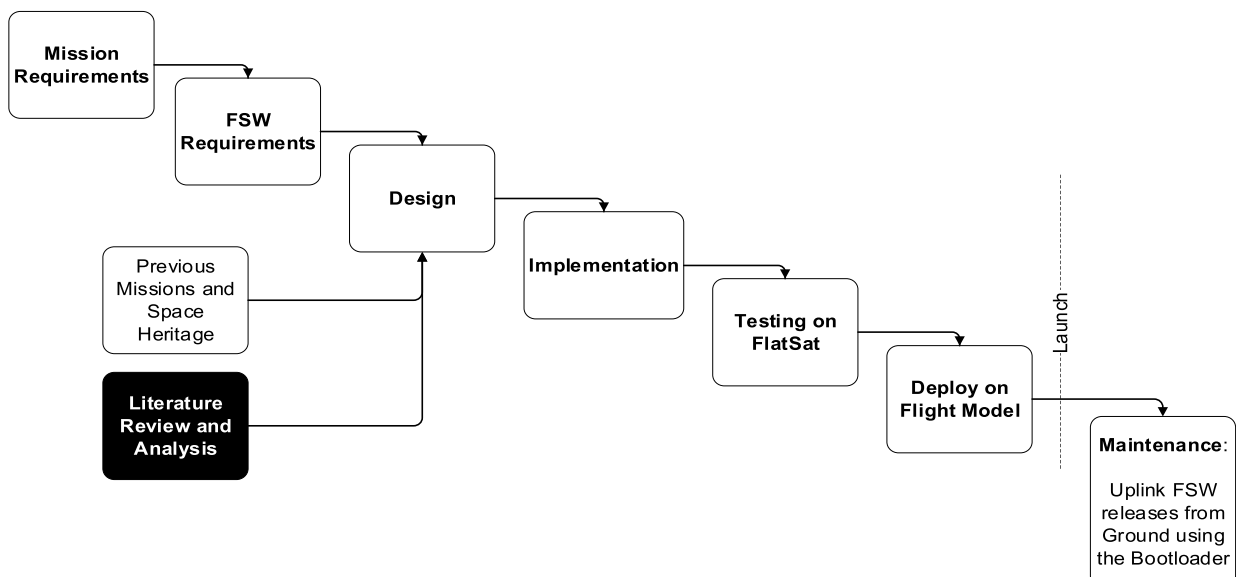 Mission
Requirements
FSW
Requirements
Design
Previous
Missions and
Space
Heritage
Literature
Review and
Analysis
Implementation
Testing on
FlatSat
Deploy on
Flight Model
Launch
Maintenance:
Uplink FSW
releases from
Ground using
the Bootloader